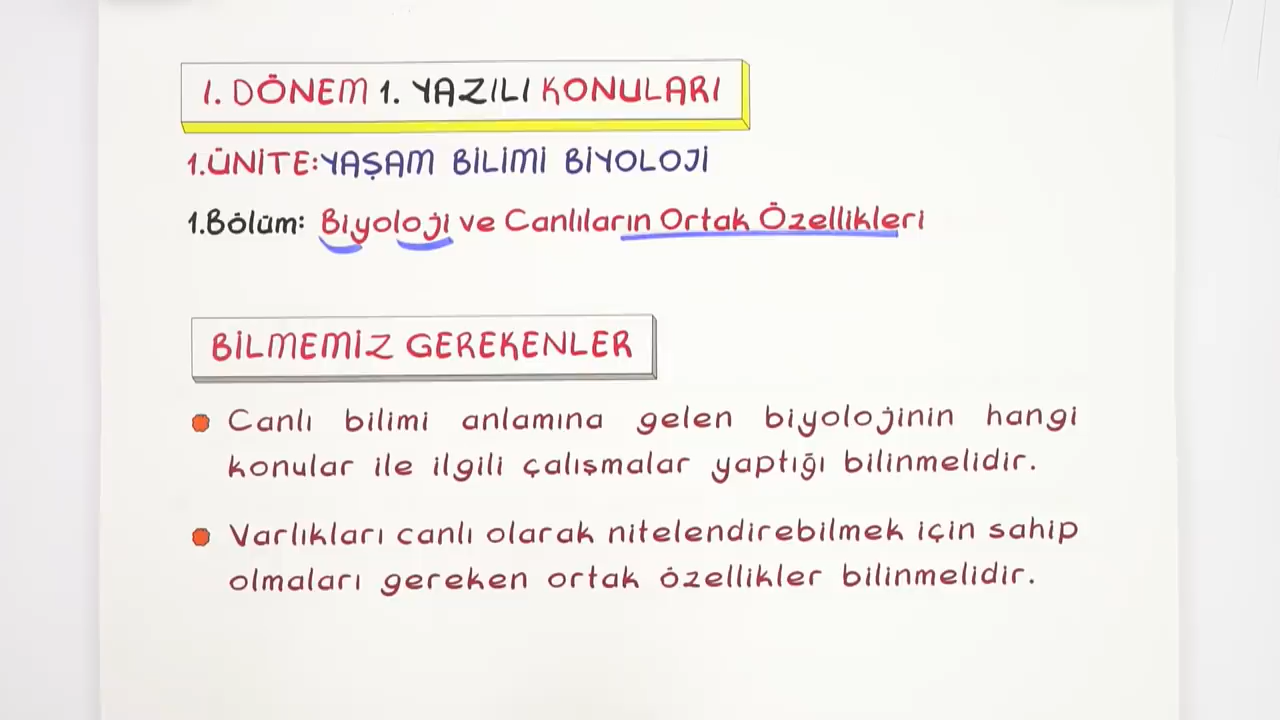 1. DÖNEM 1. YAZILI KONULARI
1.ÜNİTE:YAŞAM BİLİMİ BİYOLOJİ
1.Bölüm: Biyoloji ve Canlıların Ortak Özellikleri
BİLMEMİZ GEREKENLER
Canlı bilimi anlamına gelen biyolojinin hangi
konular ile ilgili çalışmalar yaptığı bilinmelidir.
Varlıkları canlı olarak nitelendirebilmek için sahip
olmaları gereken ortak özellikler bilinmelidir.